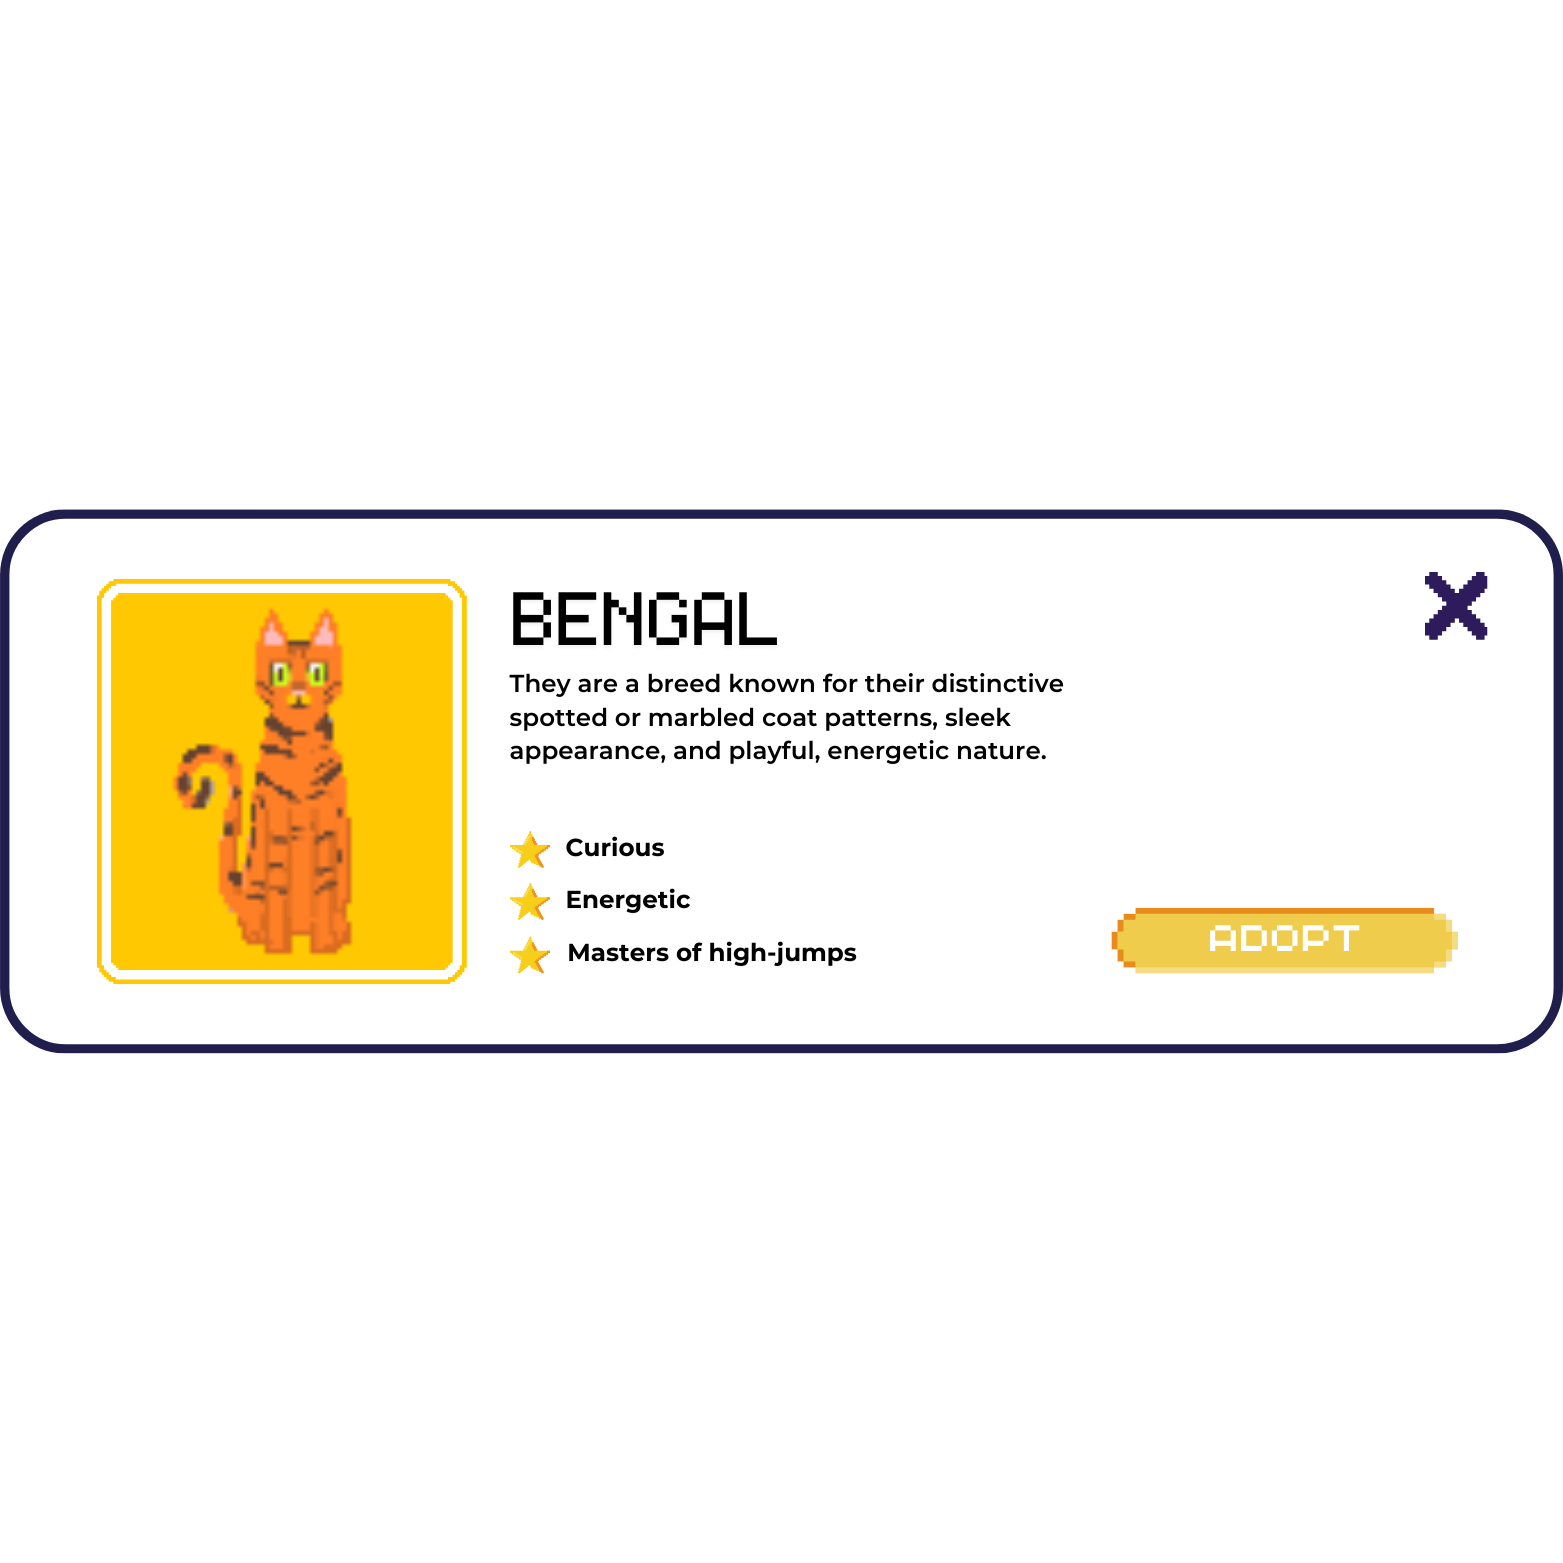 BENGAL
They are a breed known for their distinctive
spotted or marbled coat patterns, sleek
appearance, and playful, energetic nature.
Curious
Energetic
Masters of high-jumps
ADOPT